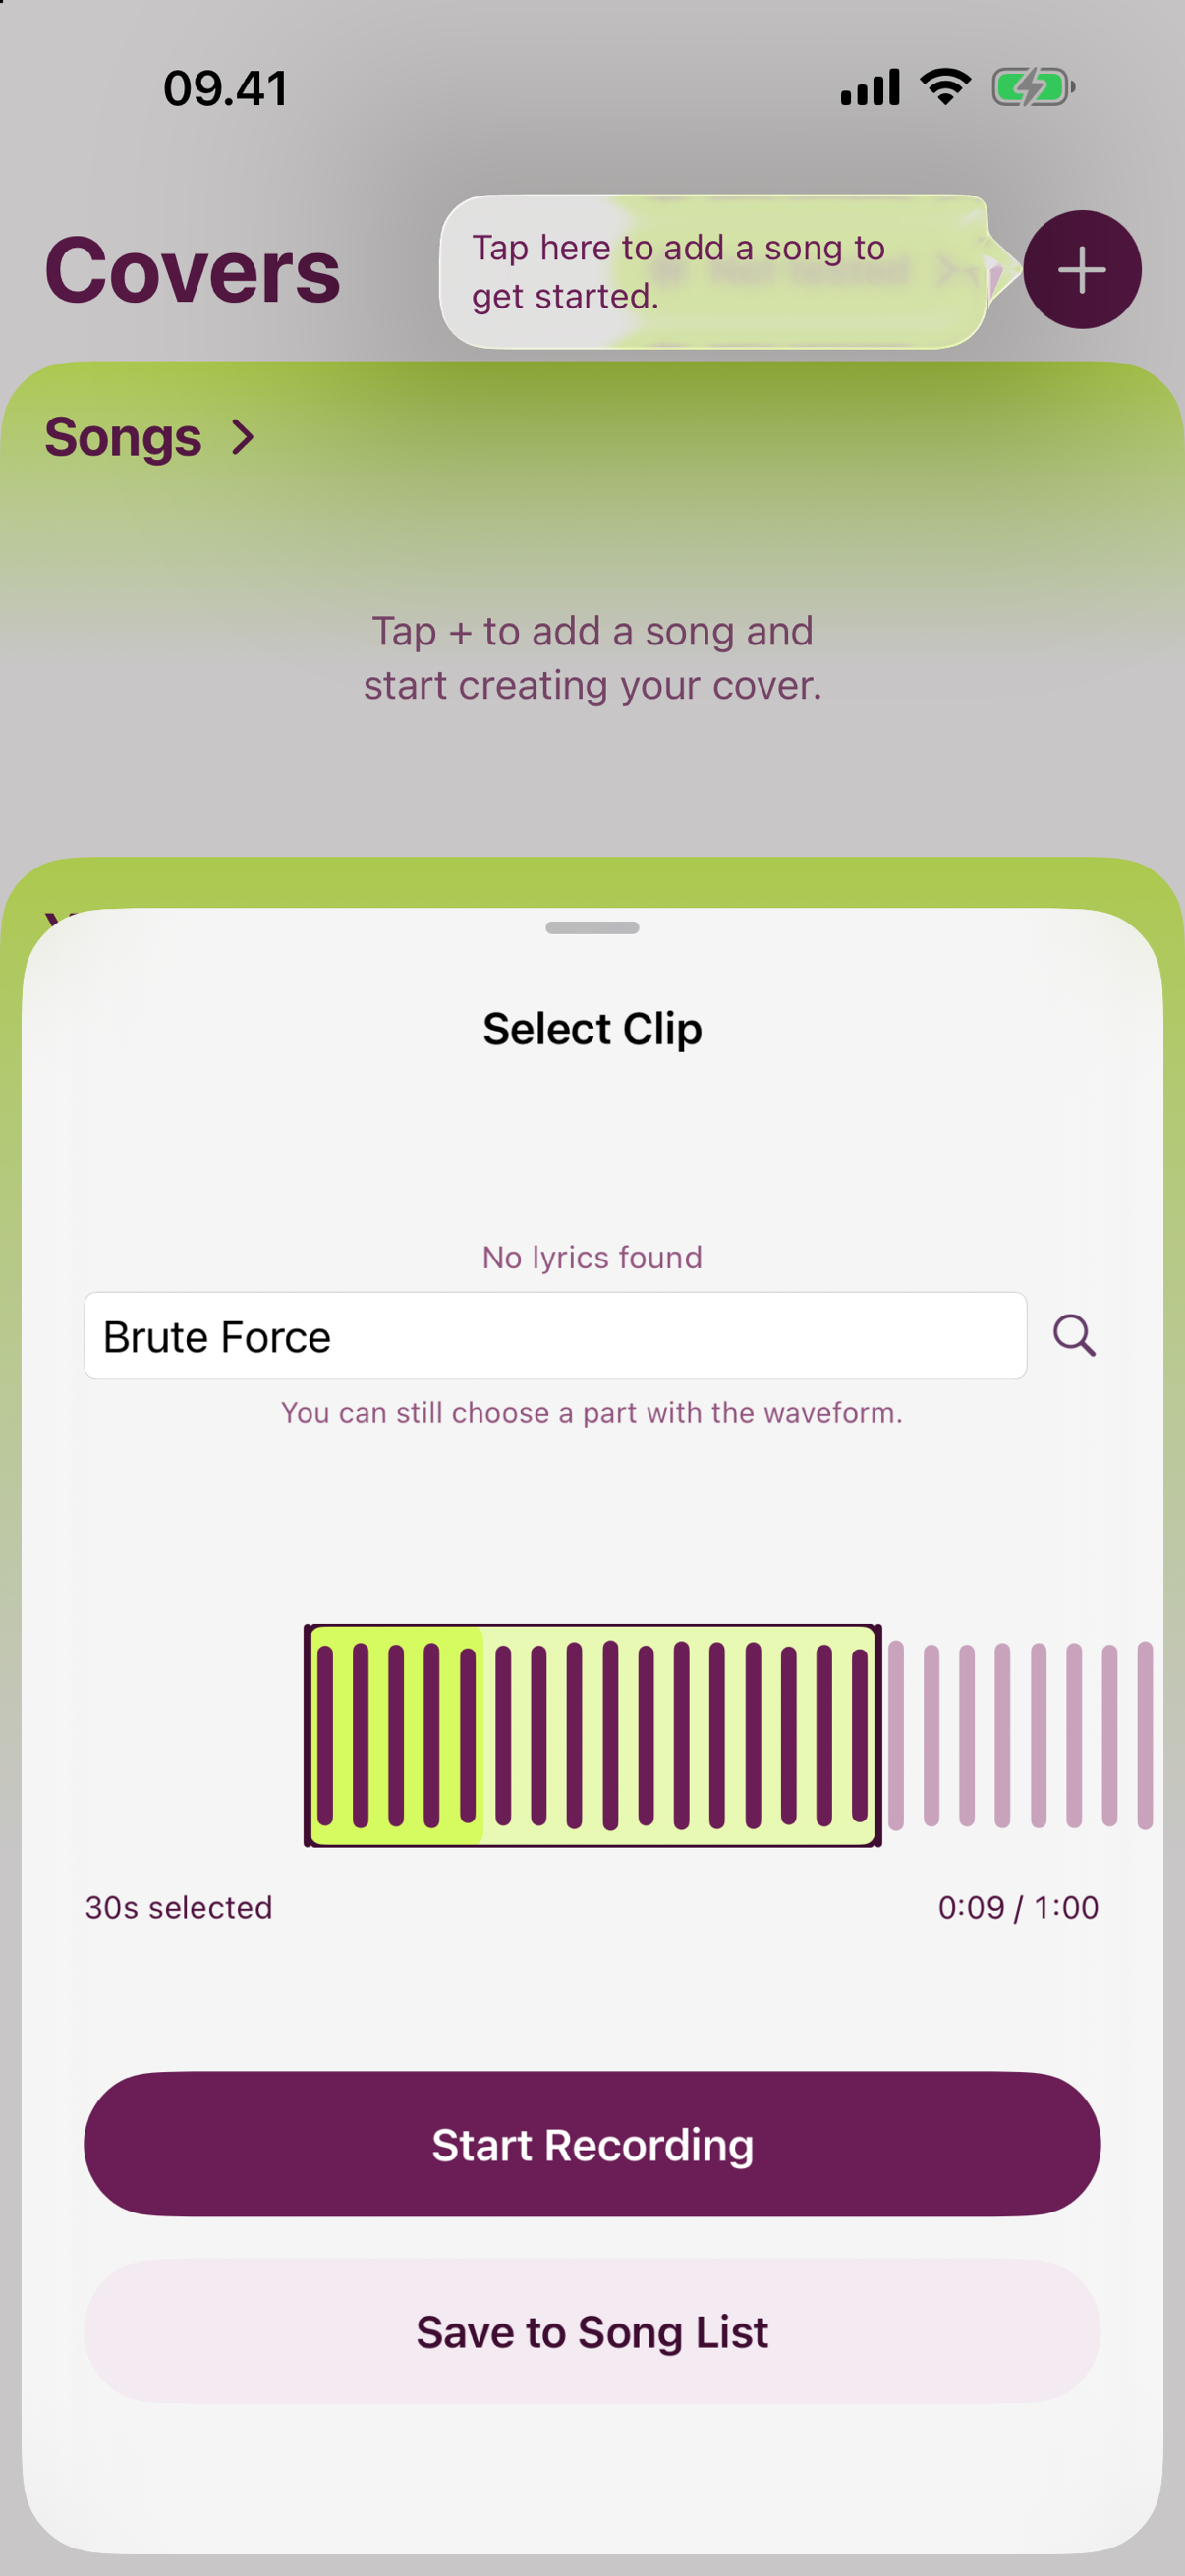 09.41
Covers
Tap here to add a song to
get started.
Songs
Tap + to add a song and
start creating your cover.
Select Clip
No lyrics found
Brute Force
You can still choose a part with the waveform.
30s selected
0:09 / 1:00
Start Recording
Save to Song List